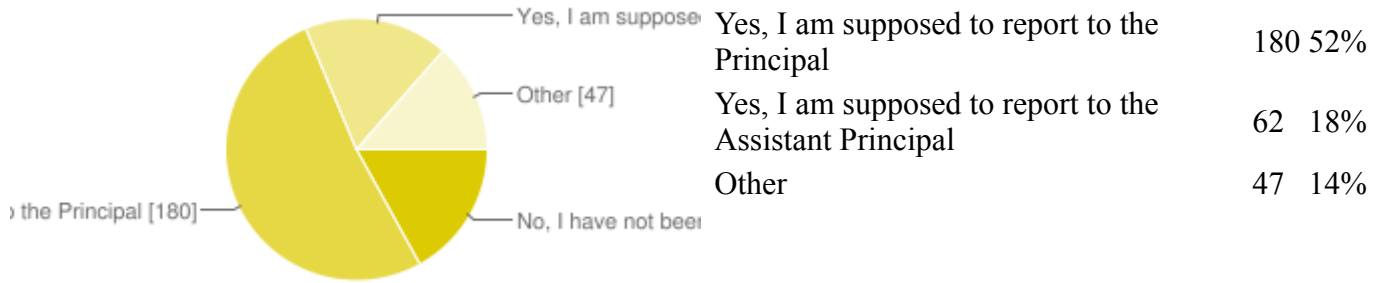 Yes, I am suppose
Other [47]
the Principal [180]
No, I have not been
Yes, I am supposed to report to the
Principal
180 52%
Yes, I am supposed to report to the
Assistant Principal
62 18%
Other 47 14%